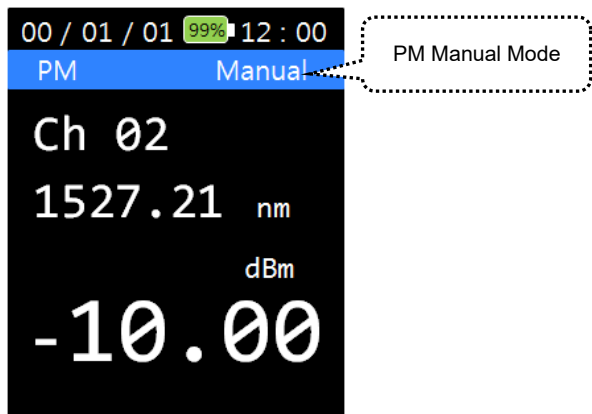 00 / 01 / 01 99% 12 : 00
PM Manual
PM Manual Mode
Ch 02
1527.21 nm
dBm
-10.00